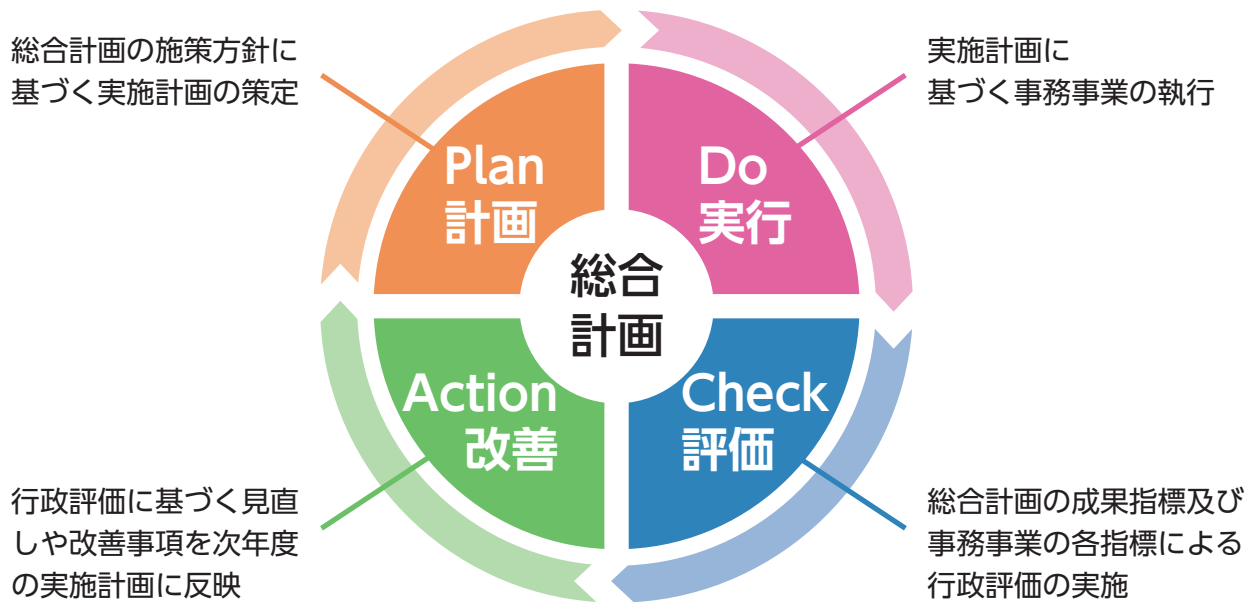 総合計画の施策方針に
基づく実施計画の策定
実施計画に
基づく事務事業の執行
Plan
計画
Do
実行
総合
計画
Action
改善
Check
評価
行政評価に基づく見直
しや改善事項を次年度
の実施計画に反映
総合計画の成果指標及び
事務事業の各指標による
行政評価の実施